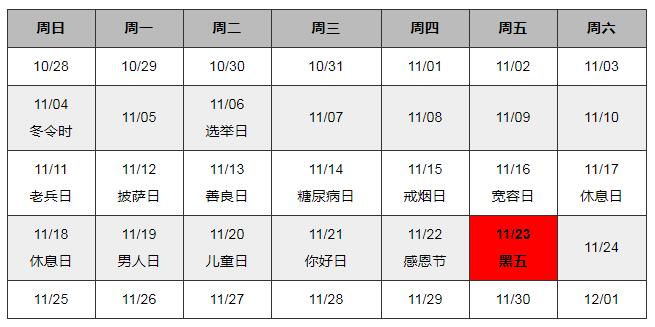 周日 周一 周二 周三 周四 周五 周六
10/28 10/29 10/30 10/31 11/01 11/02 11/03
11/04 11/05 11/06 11/07 11/08 11/09 11/10
冬令时 选举日
11/11 11/12 11/13 11/14 11/15 11/16 11/17
老兵日 披萨日 善良日 糖尿病日 戒烟日 宽容日 休息日
11/18 11/19 11/20 11/21 11/22 11/23 11/24
休息日 男人日 儿童日 你好日 感恩节 黑五
11/25 11/26 11/27 11/28 11/29 11/30 12/01